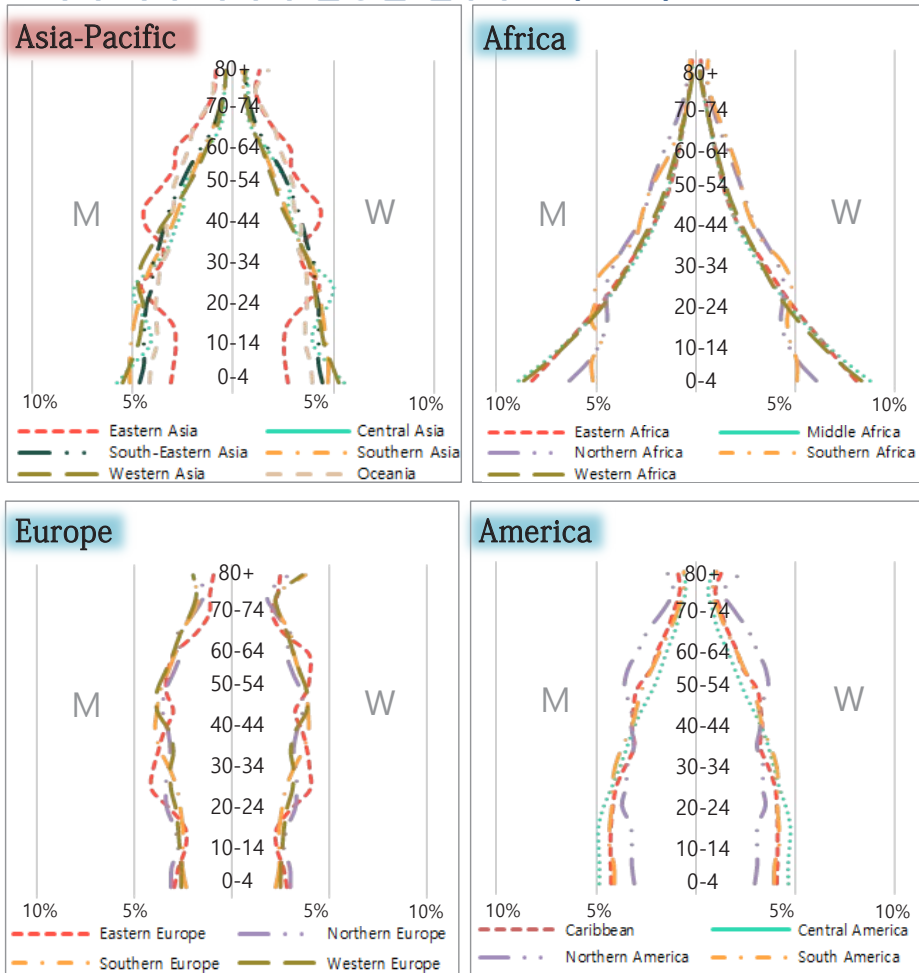 Asia-Pacific
80+
70-74
60-64
50-54
M
W
40-44
30-34
20-24
10-14
0-4
10%
5%
5%
10%
Eastern Asia
Central Asia
South-Eastern Asia
Southern Asia
Western Asia
Oceania
Africa
80+
70-74
60-64
50-54
M
W
40-44
30-34
20-24
10-14
0-4
10%
5%
5%
10%
Eastern Africa
Middle Africa
Northern Africa
Southern Africa
Western Africa
Europe
80+
70-74
60-64
50-54
M
W
40-44
30-34
20-24
10-14
0-4
10%
5%
5%
10%
Eastern Europe
Northern Europe
Southern Europe
Western Europe
America
80+
70-74
60-64
50-54
M
W
40-44
30-34
20-24
10-14
0-4
10%
5%
5%
10%
Caribbean
Central America
Northern America
South America